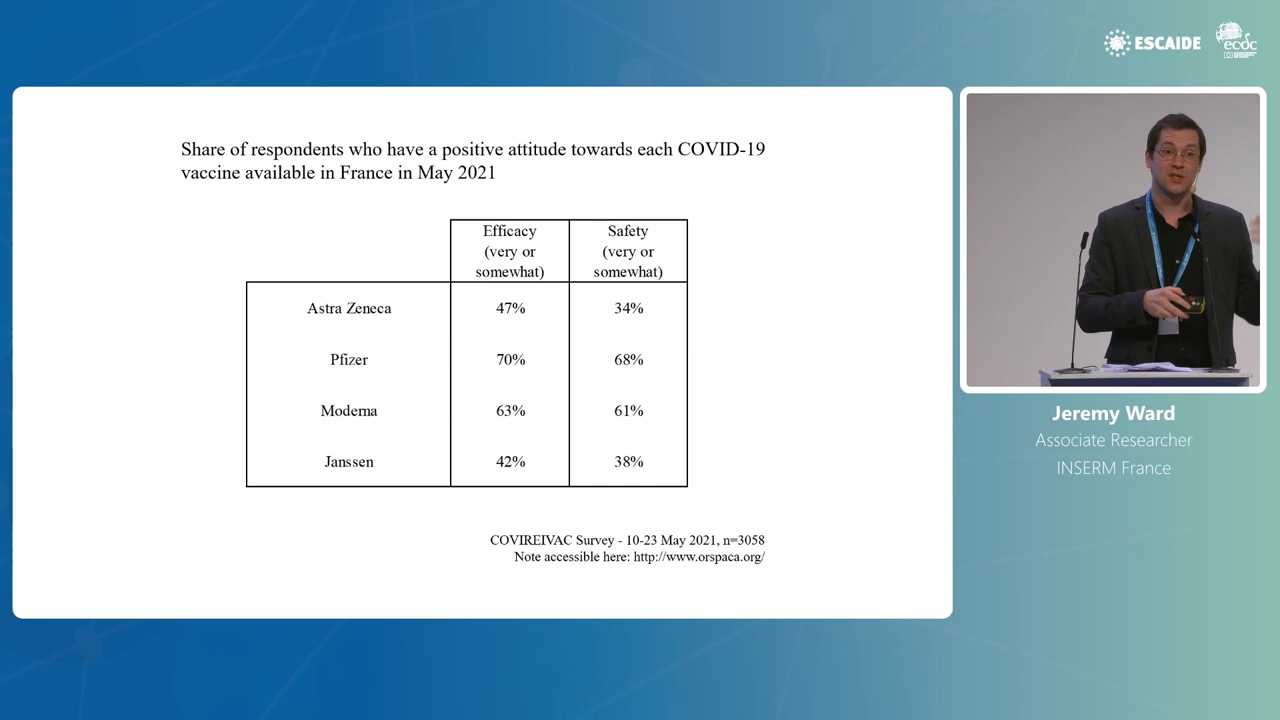 ESCAIDE
ecdc
Share of respondents who have a positive attitude towards each COVID-19
vaccine available in France in May 2021
Efficacy
(very or
somewhat)
Safety
(very or
somewhat)
Astra Zeneca 47% 34%
Pfizer 70% 68%
Moderna 63% 61%
Janssen 42% 38%
COVIREIVAC Survey - 10-23 May 2021, n=3058
Note accessible here: http://www.orspaca.org/
Jeremy Ward
Associate Researcher
INSERM France